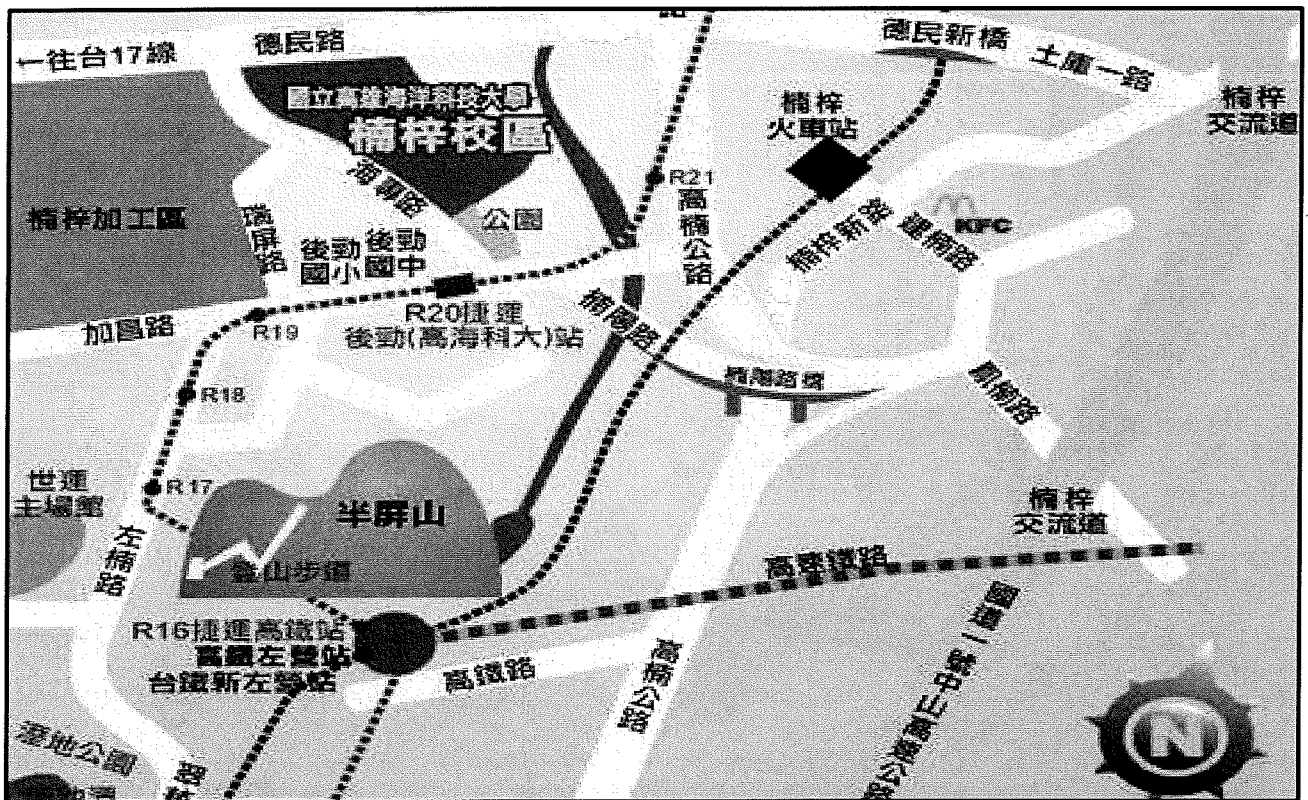 路
←往台17線
德民路
德民新橋
土庫一路
國立高雄海洋科技大學
楠梓校區
楠梓
火車站
楠梓
交流道
R21
海專路
公園
高楠公路
楠梓加工區
瑞屏路
後勁
國小
後勁
國中
楠梓新路
建楠路
KFC
加昌路
R19
R20捷運
後勁(高海科大)站
楠陽路
楠陽路橋
鳳楠路
R18
R17
世運
主場館
左楠路
半屏山
登山步道
楠梓
交流道
高速鐵路
R16捷運高鐵站
高鐵左營站
台鐵新左營站
高鐵路
高楠公路
國道一號中山高速公
N